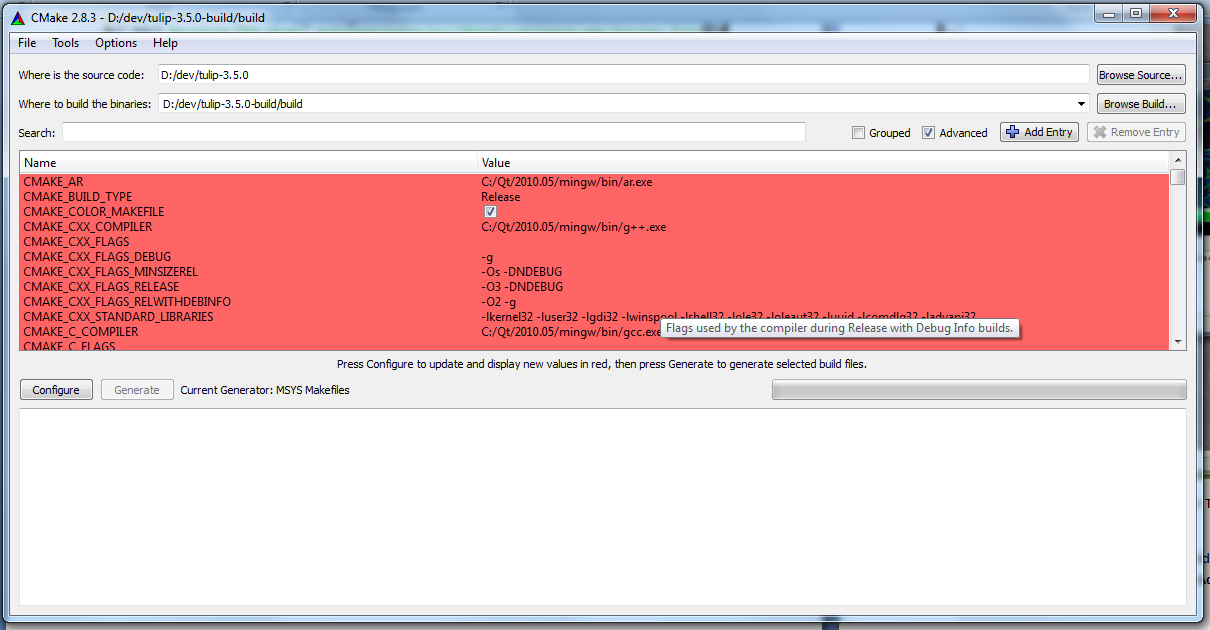 CMake 2.8.3 - D:/dev/tulip-3.5.0-build/build
File Tools Options Help
Where is the source code: D:/dev/tulip-3.5.0 Browse Source...
Where to build the binaries: D:/dev/tulip-3.5.0-build/build Browse Build...
Search: Grouped Advanced Add Entry Remove Entry
Name Value
CMAKE_AR C:/Qt/2010.05/mingw/bin/ar.exe
CMAKE_BUILD_TYPE Release
CMAKE_COLOR_MAKEFILE
CMAKE_CXX_COMPILER C:/Qt/2010.05/mingw/bin/g++.exe
CMAKE_CXX_FLAGS
CMAKE_CXX_FLAGS_DEBUG -g
CMAKE_CXX_FLAGS_MINSIZEREL -Os -DNDEBUG
CMAKE_CXX_FLAGS_RELEASE -O3 -DNDEBUG
CMAKE_CXX_FLAGS_RELWITHDEBINFO -O2 -g
CMAKE_CXX_STANDARD_LIBRARIES -lkernel32 -luser32 -lgdi32 -lwinspool -lshell32 -lole32 -loleaut32 -luuid -lcomdlg32 -ladvapi32
CMAKE_C_COMPILER C:/Qt/2010.05/mingw/bin/gcc.exe
Flags used by the compiler during Release with Debug Info builds.
CMAKE_C_FLAGS
Press Configure to update and display new values in red, then press Generate to generate selected build files.
Configure Generate Current Generator: MSYS Makefiles